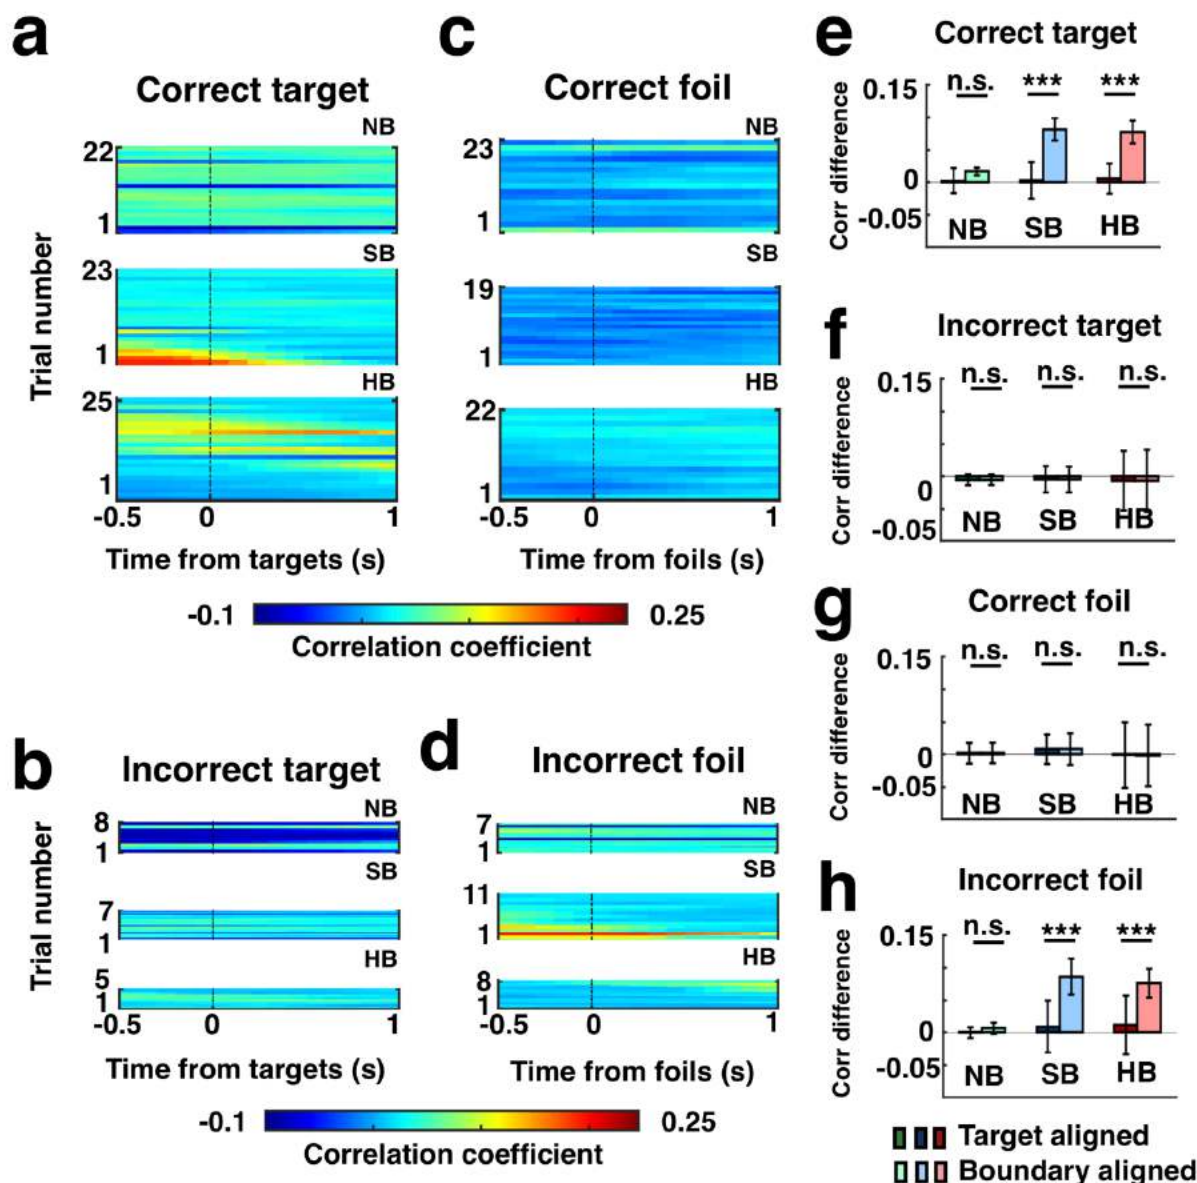 a
Correct target
NB
22
1
SB
23
1
HB
25
1
-0.5 0 1
Time from targets (s)
Trial number
c
Correct foil
NB
23
1
SB
19
1
HB
22
1
-0.5 0 1
Time from foils (s)
-0.1 0.25
Correlation coefficient
b
Incorrect target
NB
8
1
SB
7
1
HB
5
1
-0.5 0 1
Time from targets (s)
Trial number
d
Incorrect foil
NB
7
1
SB
11
1
HB
8
1
-0.5 0 1
Time from foils (s)
-0.1 0.25
Correlation coefficient
e
Correct target
n.s. *** ***
0.15
0
-0.05
Corr difference
NB SB HB
f
Incorrect target
n.s. n.s. n.s.
0.15
0
-0.05
Corr difference
NB SB HB
g
Correct foil
n.s. n.s. n.s.
0.15
0
-0.05
Corr difference
NB SB HB
h
Incorrect foil
n.s. *** ***
0.15
0
-0.05
Corr difference
NB SB HB
Target aligned
Boundary aligned